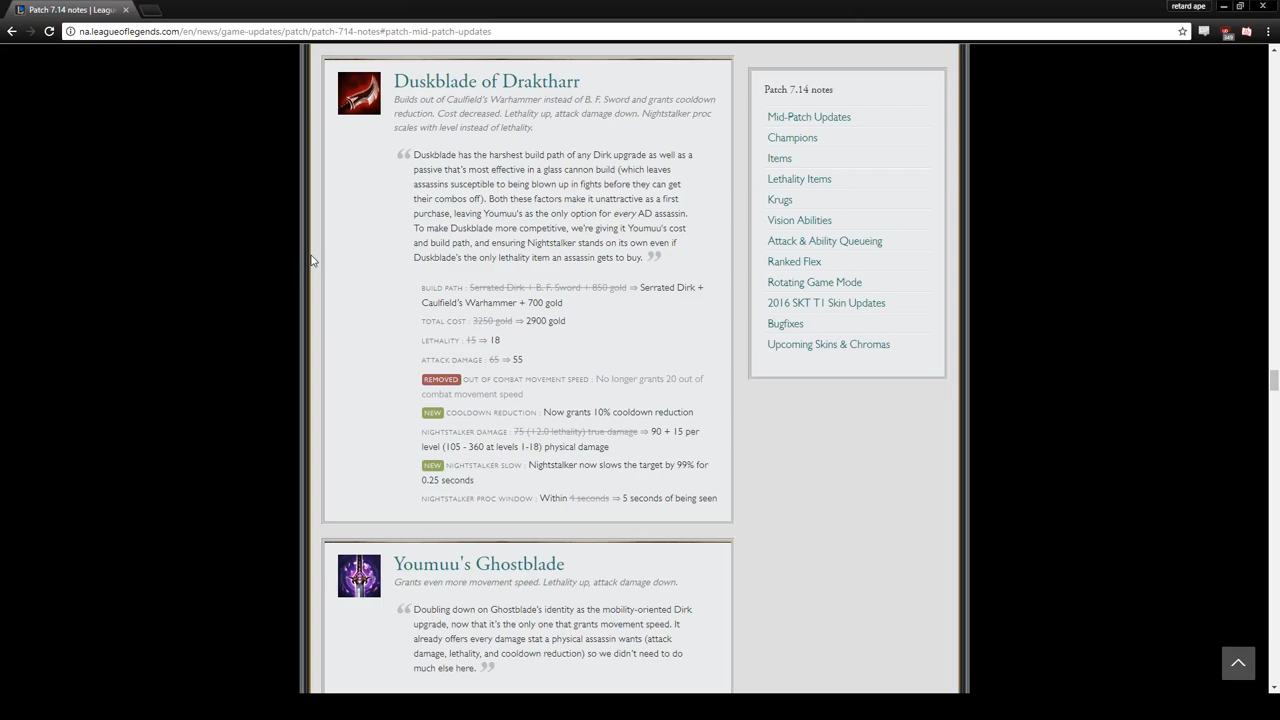 Patch 7.14 notes | Leagu
retard ape
na.leagueoflegends.com/en/news/game-updates/patch/patch-714-notes#patch-mid-patch-updates
349
Duskblade of Draktharr
Builds out of Caulfield's Warhammer instead of B. F. Sword and grants cooldown
reduction. Cost decreased. Lethality up, attack damage down. Nightstalker proc
scales with level instead of lethality.
Duskblade has the harshest build path of any Dirk upgrade as well as a
passive that's most effective in a glass cannon build (which leaves
assassins susceptible to being blown up in fights before they can get
their combos off). Both these factors make it unattractive as a first
purchase, leaving Youmuu's as the only option for every AD assassin.
To make Duskblade more competitive, we're giving it Youmuu's cost
and build path, and ensuring Nightstalker stands on its own even if
Duskblade's the only lethality item an assassin gets to buy.
BUILD PATH : Serrated Dirk + B. F. Sword + 850 gold ⇒ Serrated Dirk +
Caulfield's Warhammer + 700 gold
TOTAL COST : 3250 gold ⇒ 2900 gold
LETHALITY : 15 ⇒ 18
ATTACK DAMAGE : 65 ⇒ 55
REMOVED OUT OF COMBAT MOVEMENT SPEED : No longer grants 20 out of
combat movement speed
NEW COOLDOWN REDUCTION : Now grants 10% cooldown reduction
NIGHTSTALKER DAMAGE : 75 (+2.0 lethality) true damage ⇒ 90 + 15 per
level (105 - 360 at levels 1-18) physical damage
NEW NIGHTSTALKER SLOW : Nightstalker now slows the target by 99% for
0.25 seconds
NIGHTSTALKER PROC WINDOW : Within 4 seconds ⇒ 5 seconds of being seen
Youmuu's Ghostblade
Grants even more movement speed. Lethality up, attack damage down.
Doubling down on Ghostblade's identity as the mobility-oriented Dirk
upgrade, now that it's the only one that grants movement speed. It
already offers every damage stat a physical assassin wants (attack
damage, lethality, and cooldown reduction) so we didn't need to do
much else here.
Patch 7.14 notes
Mid-Patch Updates
Champions
Items
Lethality Items
Krugs
Vision Abilities
Attack & Ability Queueing
Ranked Flex
Rotating Game Mode
2016 SKT T1 Skin Updates
Bugfixes
Upcoming Skins & Chromas